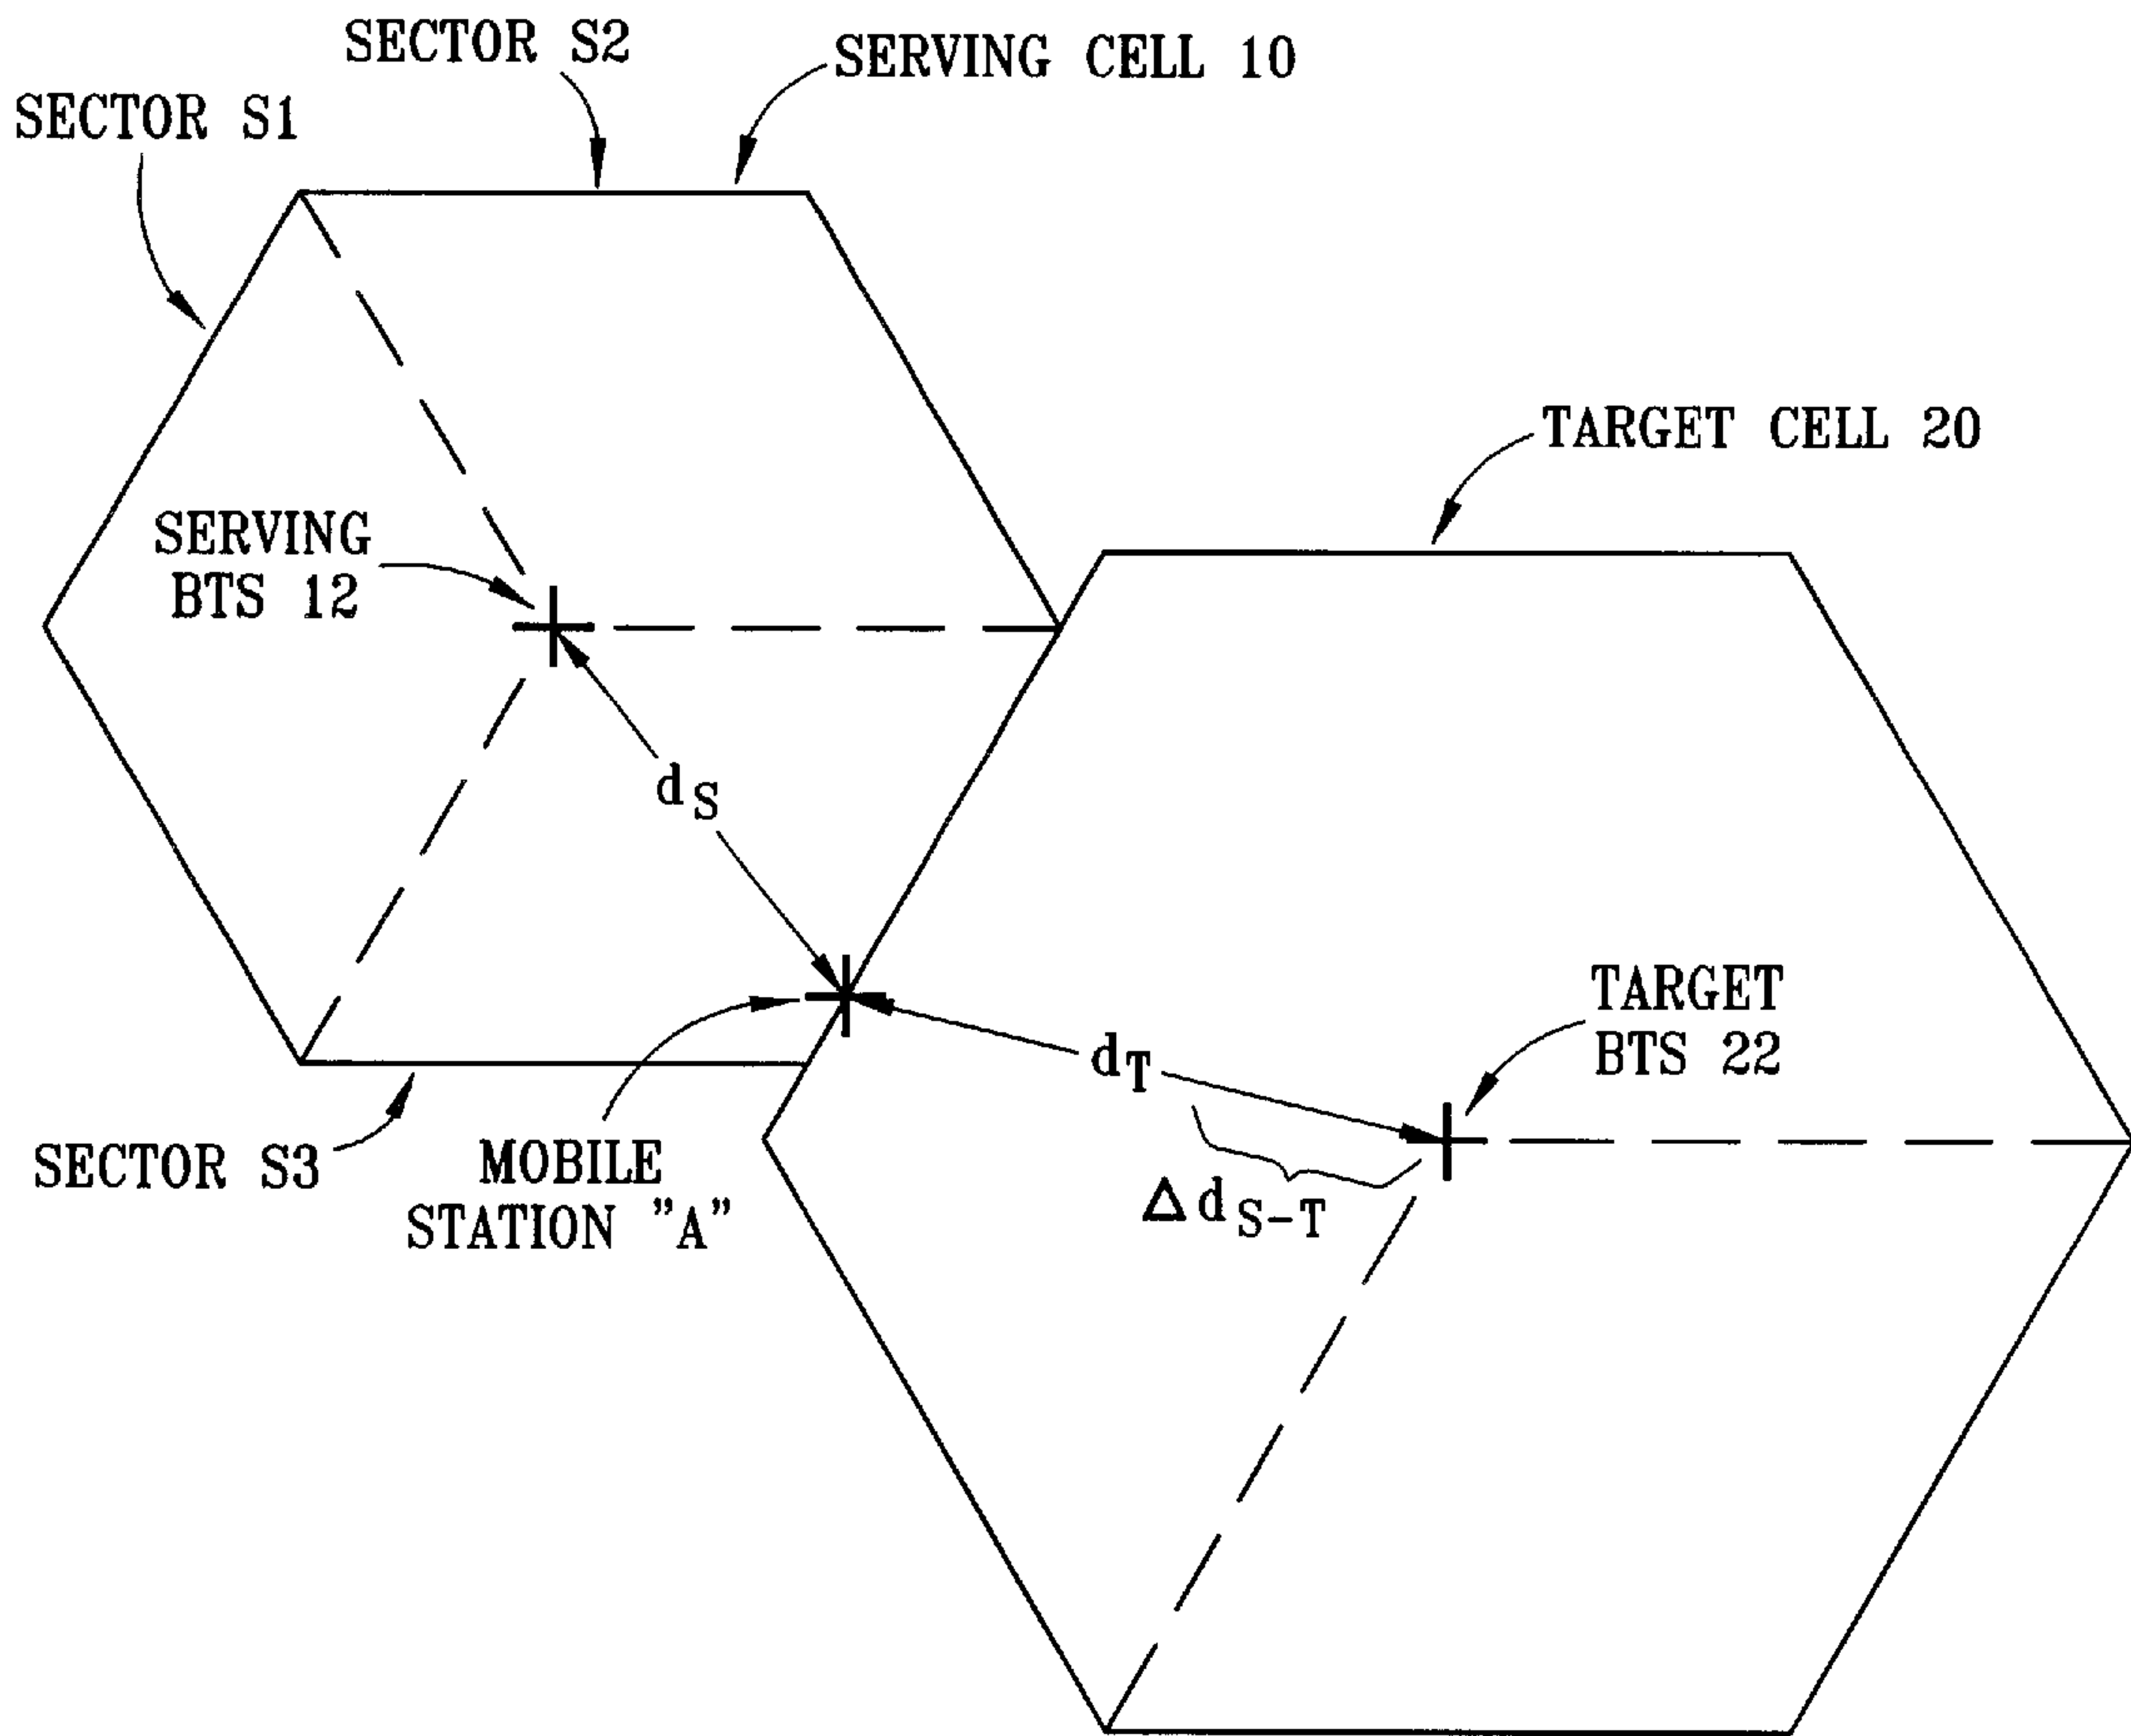 SECTOR S2
SERVING CELL 10
SECTOR S1
TARGET CELL 20
SERVING
BTS 12
dS
TARGET
BTS 22
dT
SECTOR S3
MOBILE
STATION "A"
Δd S-T